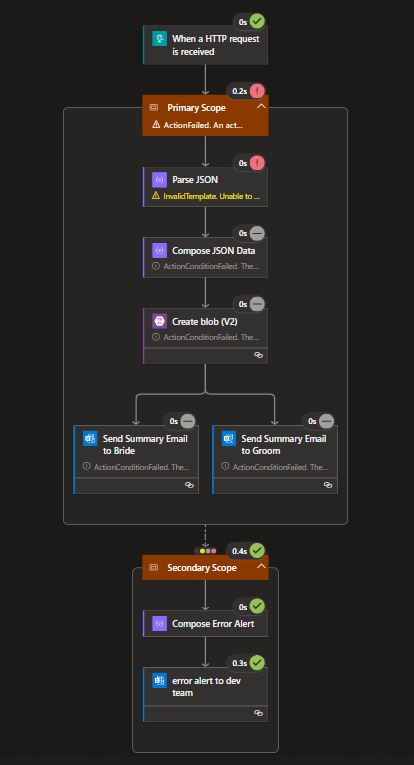 0s
When a HTTP request
is received
0.2s
Primary Scope
ActionFailed. An act...
0s
Parse JSON
InvalidTemplate. Unable to ...
0s
Compose JSON Data
ActionConditionFailed. The...
0s
Create blob (V2)
ActionConditionFailed. The...
0s
Send Summary Email
to Bride
ActionConditionFailed. The...
0s
Send Summary Email
to Groom
ActionConditionFailed. The...
0.4s
Secondary Scope
0s
Compose Error Alert
0.3s
error alert to dev
team